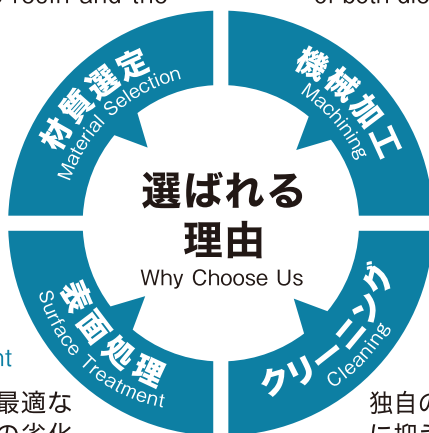 材質選定
Material Selection
機械加工
Machining
選ばれる
理由
Why Choose Us
表面処理
Surface Treatment
クリーニング
Cleaning
最適な
独自の